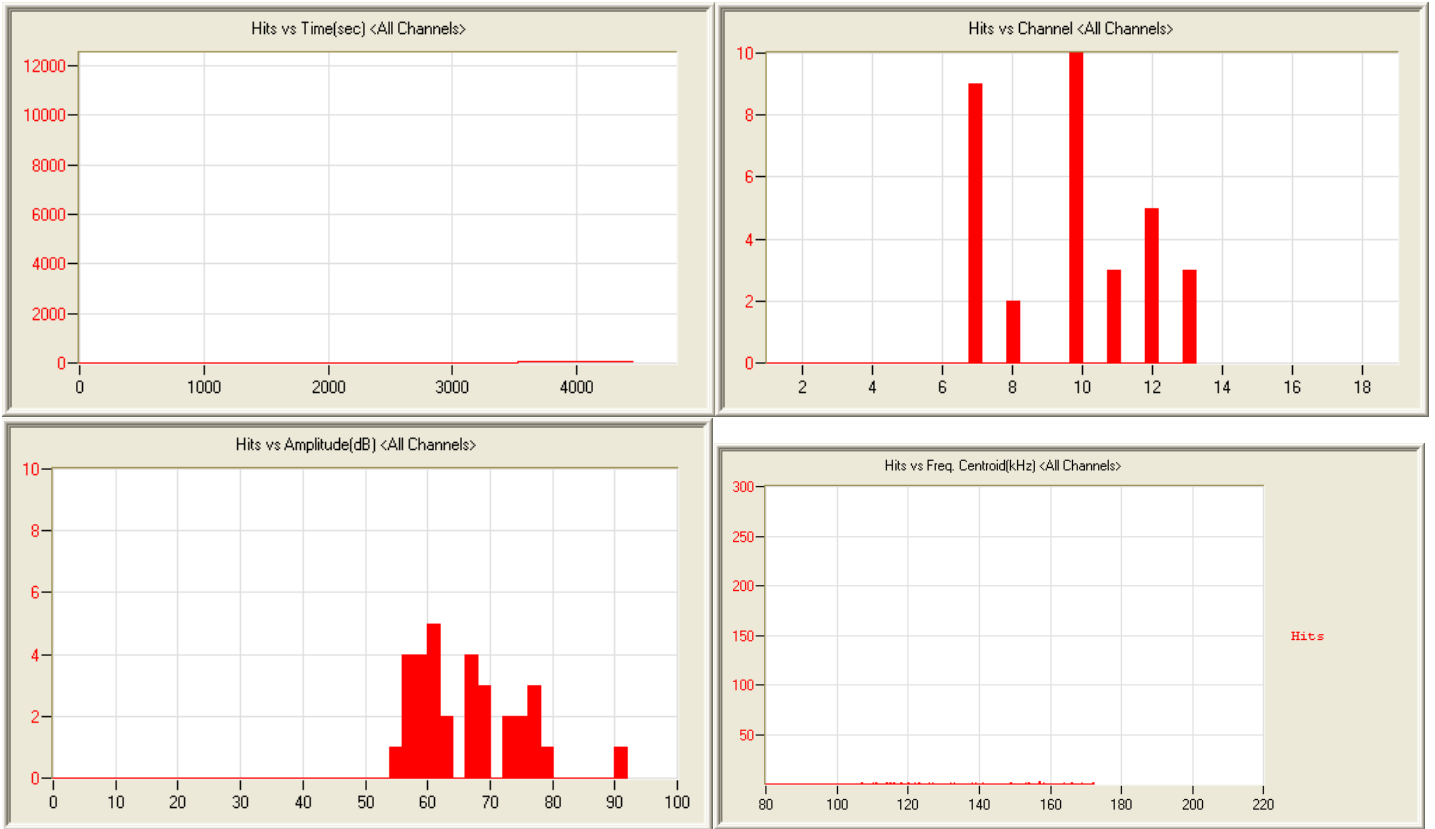 Hits vs Time(sec) <All Channels>
12000
10000
8000
6000
4000
2000
0
0 1000 2000 3000 4000
Hits vs Channel <All Channels>
10
8
6
4
2
0
2 4 6 8 10 12 14 16 18
Hits vs Amplitude(dB) <All Channels>
10
8
6
4
2
0
0 10 20 30 40 50 60 70 80 90 100
Hits vs Freq. Centroid(kHz) <All Channels>
300
250
200
150
100
50
80 100 120 140 160 180 200 220
Hits